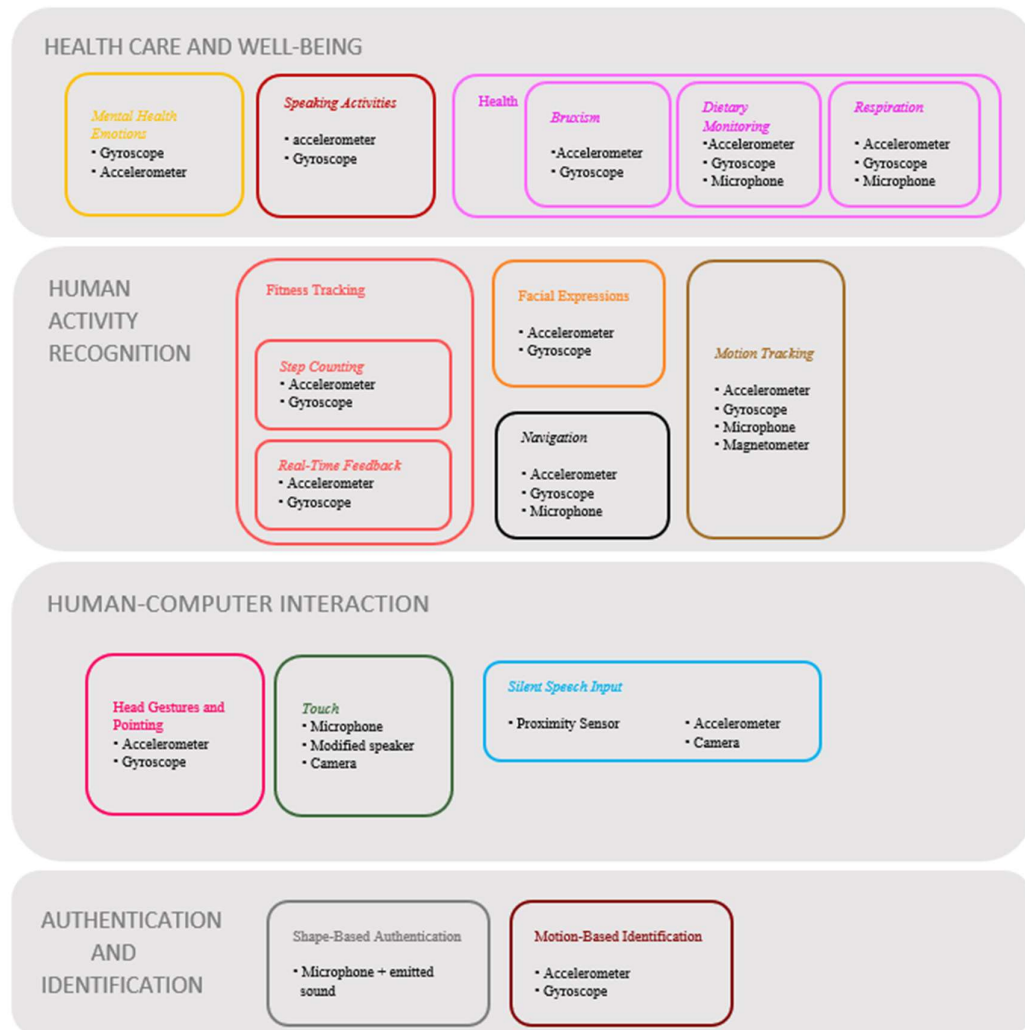 HEALTH CARE AND WELL-BEING
Mental Health
Emotions
▪ Gyroscope
▪ Accelerometer
Speaking Activities
▪ accelerometer
▪ Gyroscope
Health
Bruxism
▪ Accelerometer
▪ Gyroscope
Dietary
Monitoring
▪ Accelerometer
▪ Gyroscope
▪ Microphone
Respiration
▪ Accelerometer
▪ Gyroscope
▪ Microphone
HUMAN
ACTIVITY
RECOGNITION
Fitness Tracking
Step Counting
▪ Accelerometer
▪ Gyroscope
Real-Time Feedback
▪ Accelerometer
▪ Gyroscope
Facial Expressions
▪ Accelerometer
▪ Gyroscope
Navigation
▪ Accelerometer
▪ Gyroscope
▪ Microphone
Motion Tracking
▪ Accelerometer
▪ Gyroscope
▪ Microphone
▪ Magnetometer
HUMAN-COMPUTER INTERACTION
Head Gestures and
Pointing
▪ Accelerometer
▪ Gyroscope
Touch
▪ Microphone
▪ Modified speaker
▪ Camera
Silent Speech Input
▪ Proximity Sensor
▪ Accelerometer
▪ Camera
AUTHENTICATION
AND
IDENTIFICATION
Shape-Based Authentication
▪ Microphone + emitted
sound
Motion-Based Identification
▪ Accelerometer
▪ Gyroscope